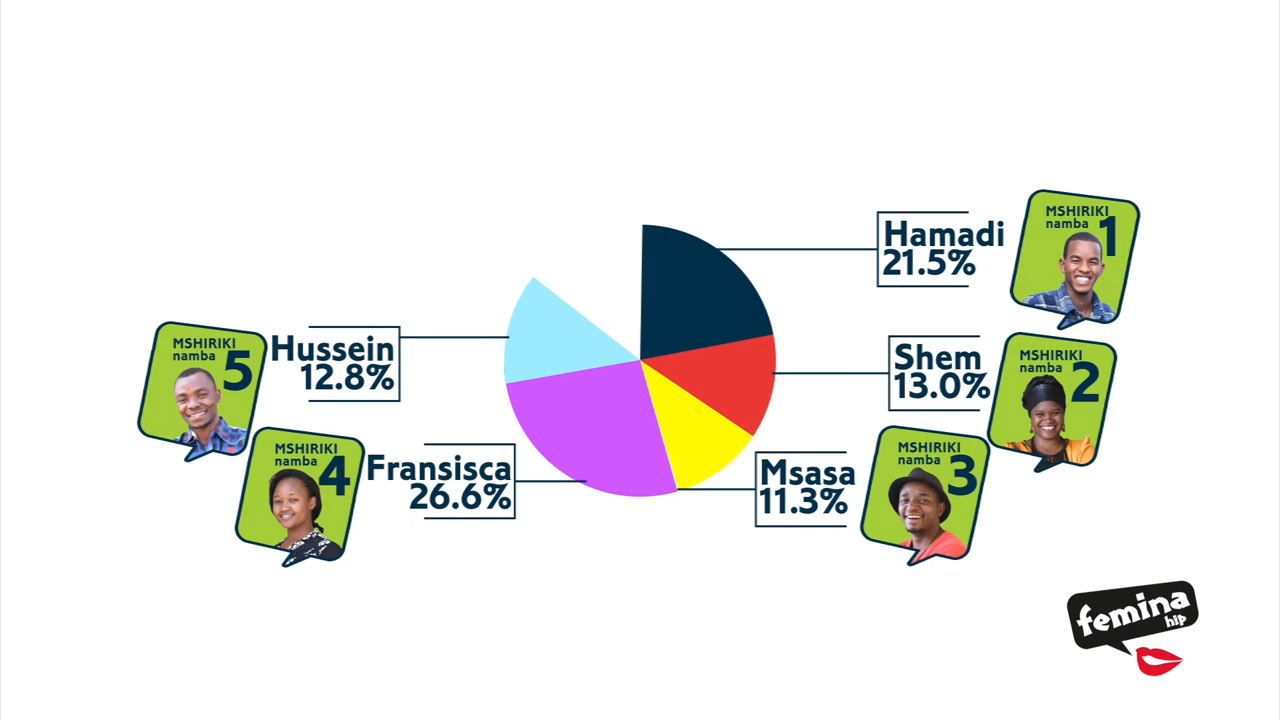 Hamadi
21.5%
MSHIRIKI
namba 1
Shem
13.0%
MSHIRIKI
namba 2
Msasa
11.3%
MSHIRIKI
namba 3
Fransisca
26.6%
MSHIRIKI
namba 4
Hussein
12.8%
MSHIRIKI
namba 5
femina
hip